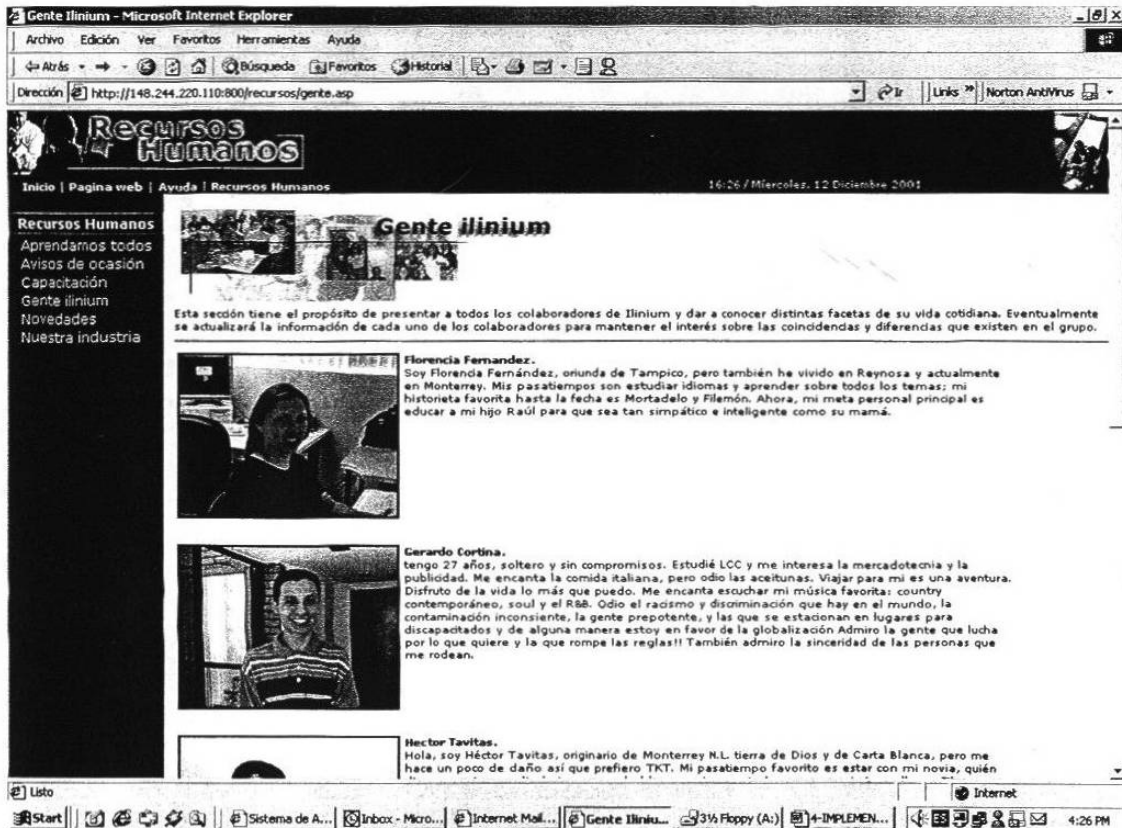 Gente Ilinium - Microsoft Internet Explorer
Archivo Edición Ver Favoritos Herramientas Ayuda
Atrás Búsqueda Favoritos Historial
Dirección http://148.244.220.110:800/recursos/gente.asp Ir Links » Norton AntiVirus
Recursos
Humanos
Inicio | Pagina web | Ayuda | Recursos Humanos 16:26 / Miercoles, 12 Diciembre 2001
Recursos Humanos
Aprendamos todos
Avisos de ocasión
Capacitación
Gente ilinium
Novedades
Nuestra industria
Gente ilinium
Esta sección tiene el propósito de presentar a todos los colaboradores de Ilinium y dar a conocer distintas facetas de su vida cotidiana. Eventualmente
se actualizará la información de cada uno de los colaboradores para mantener el interés sobre las coincidencias y diferencias que existen en el grupo.
Florencia Fernandez.
Soy Florencia Fernández, oriunda de Tampico, pero también he vivido en Reynosa y actualmente
en Monterrey. Mis pasatiempos son estudiar idiomas y aprender sobre todos los temas; mi
historieta favorita hasta la fecha es Mortadelo y Filemón. Ahora, mi meta personal principal es
educar a mi hijo Raúl para que sea tan simpático e inteligente como su mamá.
Gerardo Cortina.
tengo 27 años, soltero y sin compromisos. Estudié LCC y me interesa la mercadotecnia y la
publicidad. Me encanta la comida italiana, pero odio las aceitunas. Viajar para mi es una aventura.
Disfruto de la vida lo más que puedo. Me encanta escuchar mi música favorita: country
contemporáneo, soul y el R&B. Odio el racismo y discriminación que hay en el mundo, la
contaminación inconsiente, la gente prepotente, y las que se estacionan en lugares para
discapacitados y de alguna manera estoy en favor de la globalización Admiro la gente que lucha
por lo que quiere y la que rompe las reglas!! También admiro la sinceridad de las personas que
me rodean.
Hector Tavitas.
Hola, soy Héctor Tavitas, originario de Monterrey N.L. tierra de Dios y de Carta Blanca, pero me
hace un poco de daño así que prefiero TKT. Mi pasatiempo favorito es estar con mi novia, quién
Listo Internet
Start Sistema de A... Inbox - Micro... Internet Mail... Gente Iliniu... 3½ Floppy (A:) 4-IMPLEMEN... 4:26 PM